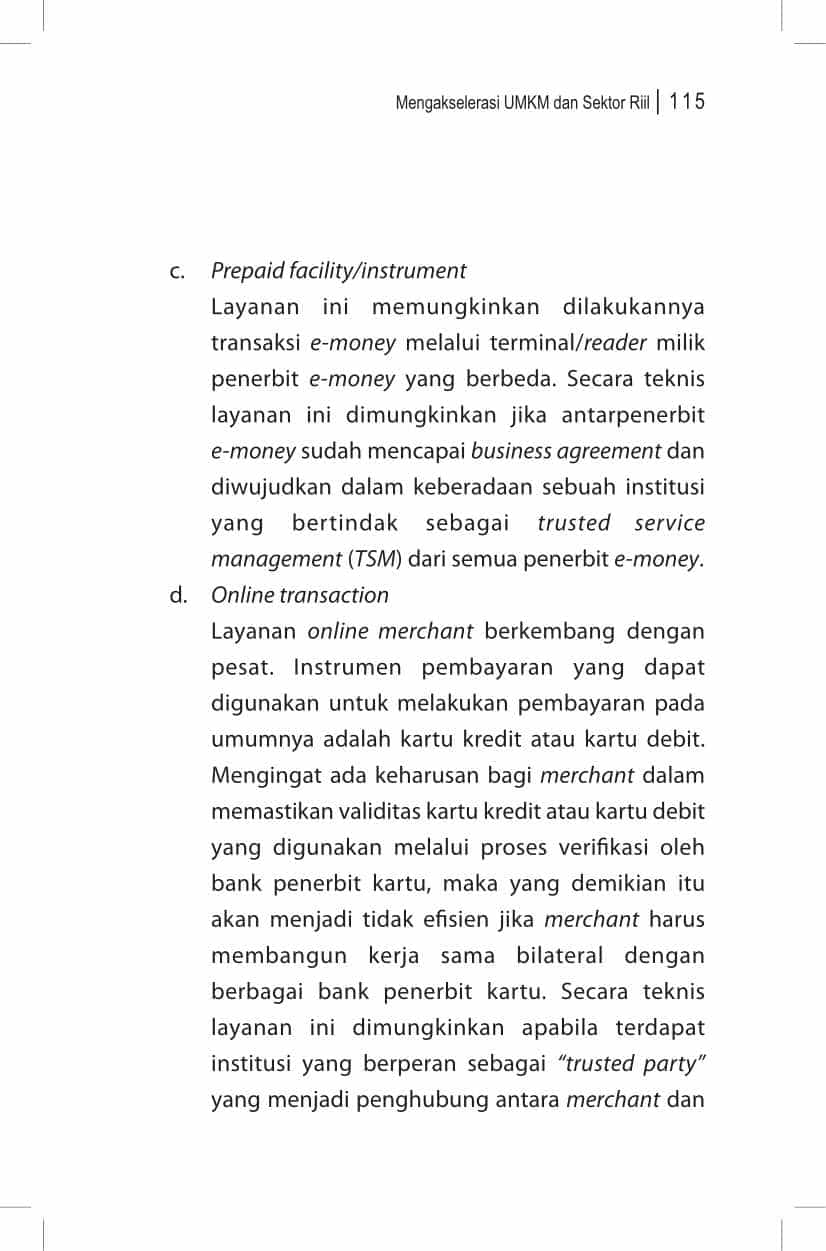 Mengakselerasi UMKM dan Sektor Riil | 115
c. Prepaid facility/instrument
Layanan ini memungkinkan dilakukannya
transaksi e-money melalui terminal/reader milik
penerbit e-money yang berbeda. Secara teknis
layanan ini dimungkinkan jika antarpenerbit
e-money sudah mencapai business agreement dan
diwujudkan dalam keberadaan sebuah institusi
yang bertindak sebagai trusted service
management (TSM) dari semua penerbit e-money.
d. Online transaction
Layanan online merchant berkembang dengan
pesat. Instrumen pembayaran yang dapat
digunakan untuk melakukan pembayaran pada
umumnya adalah kartu kredit atau kartu debit.
Mengingat ada keharusan bagi merchant dalam
memastikan validitas kartu kredit atau kartu debit
yang digunakan melalui proses verifikasi oleh
bank penerbit kartu, maka yang demikian itu
akan menjadi tidak efisien jika merchant harus
membangun kerja sama bilateral dengan
berbagai bank penerbit kartu. Secara teknis
layanan ini dimungkinkan apabila terdapat
institusi yang berperan sebagai “trusted party”
yang menjadi penghubung antara merchant dan